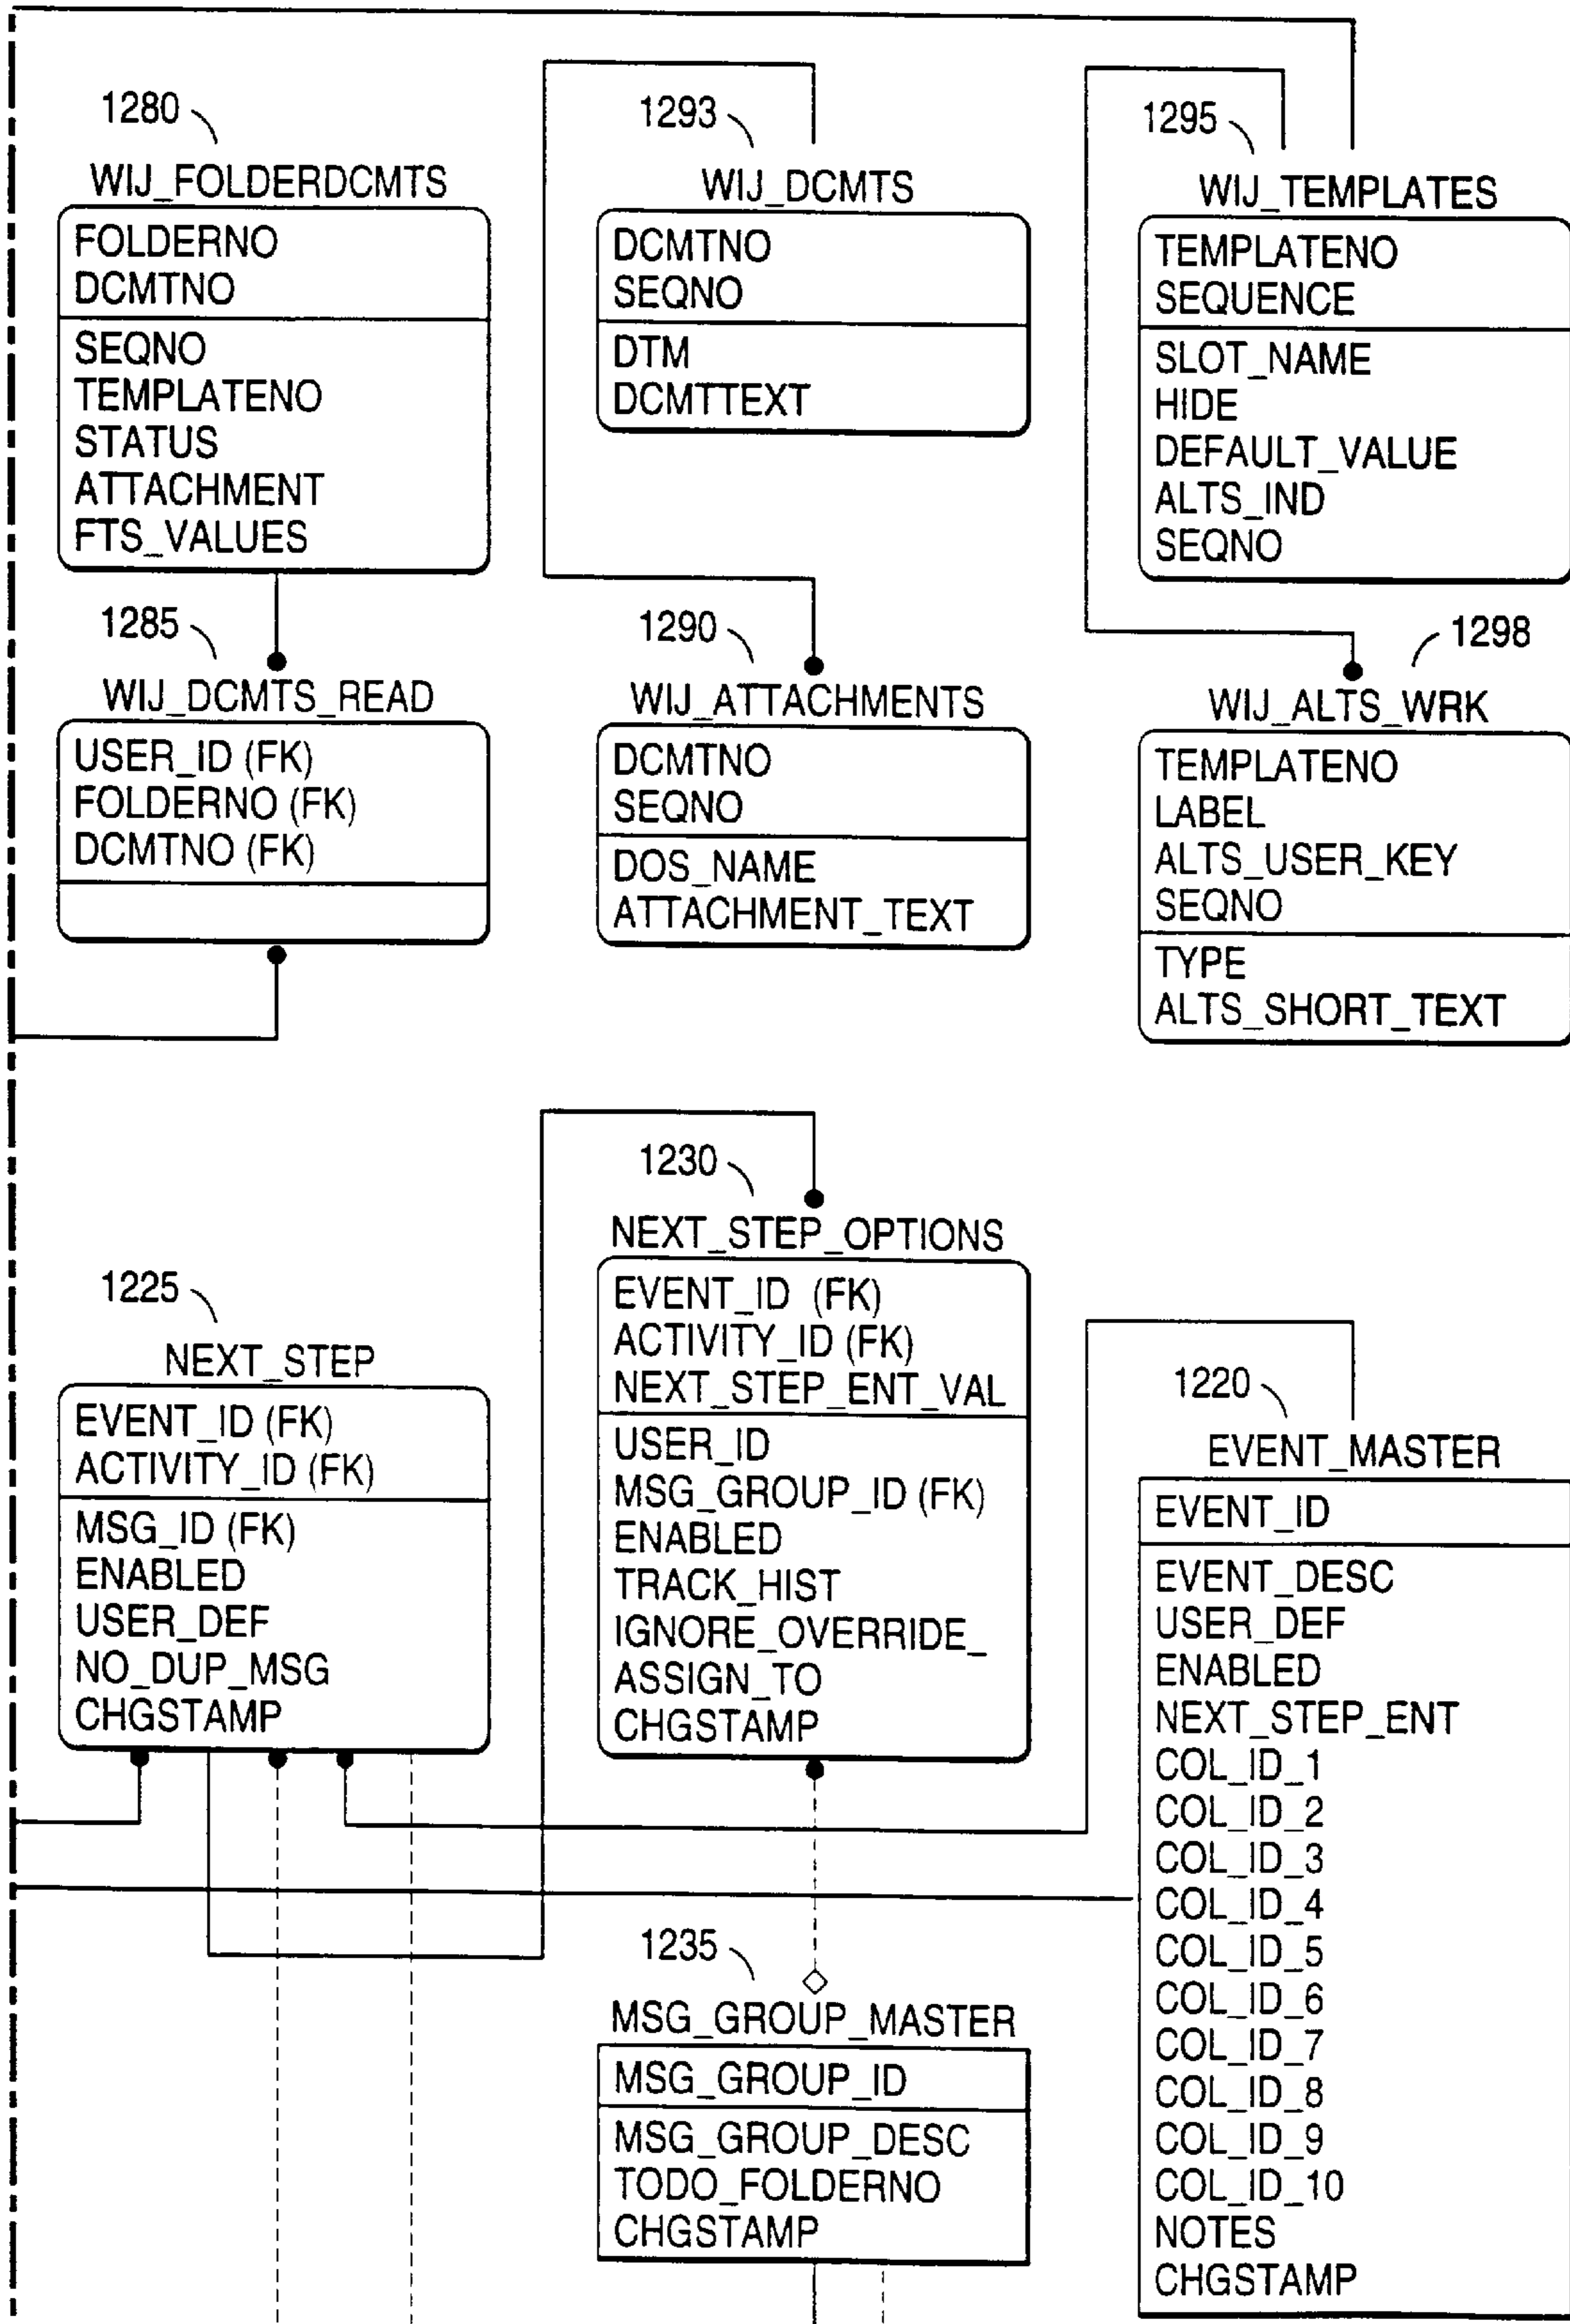 1280
WIJ_FOLDERDCMTS
FOLDERNO
DCMTNO
SEQNO
TEMPLATENO
STATUS
ATTACHMENT
FTS_VALUES
1293
WIJ_DCMTS
DCMTNO
SEQNO
DTM
DCMTTEXT
1295
WIJ_TEMPLATES
TEMPLATENO
SEQUENCE
SLOT_NAME
HIDE
DEFAULT_VALUE
ALTS_IND
SEQNO
1285
WIJ_DCMTS_READ
USER_ID (FK)
FOLDERNO (FK)
DCMTNO (FK)
1290
WIJ_ATTACHMENTS
DCMTNO
SEQNO
DOS_NAME
ATTACHMENT_TEXT
1298
WIJ_ALTS_WRK
TEMPLATENO
LABEL
ALTS_USER_KEY
SEQNO
TYPE
ALTS_SHORT_TEXT
1225
NEXT_STEP
EVENT_ID (FK)
ACTIVITY_ID (FK)
MSG_ID (FK)
ENABLED
USER_DEF
NO_DUP_MSG
CHGSTAMP
1230
NEXT_STEP_OPTIONS
EVENT_ID (FK)
ACTIVITY_ID (FK)
NEXT_STEP_ENT_VAL
USER_ID
MSG_GROUP_ID (FK)
ENABLED
TRACK_HIST
IGNORE_OVERRIDE_
ASSIGN_TO
CHGSTAMP
1220
EVENT_MASTER
EVENT_ID
EVENT_DESC
USER_DEF
ENABLED
NEXT_STEP_ENT
COL_ID_1
COL_ID_2
COL_ID_3
COL_ID_4
COL_ID_5
COL_ID_6
COL_ID_7
COL_ID_8
COL_ID_9
COL_ID_10
NOTES
CHGSTAMP
1235
MSG_GROUP_MASTER
MSG_GROUP_ID
MSG_GROUP_DESC
TODO_FOLDERNO
CHGSTAMP